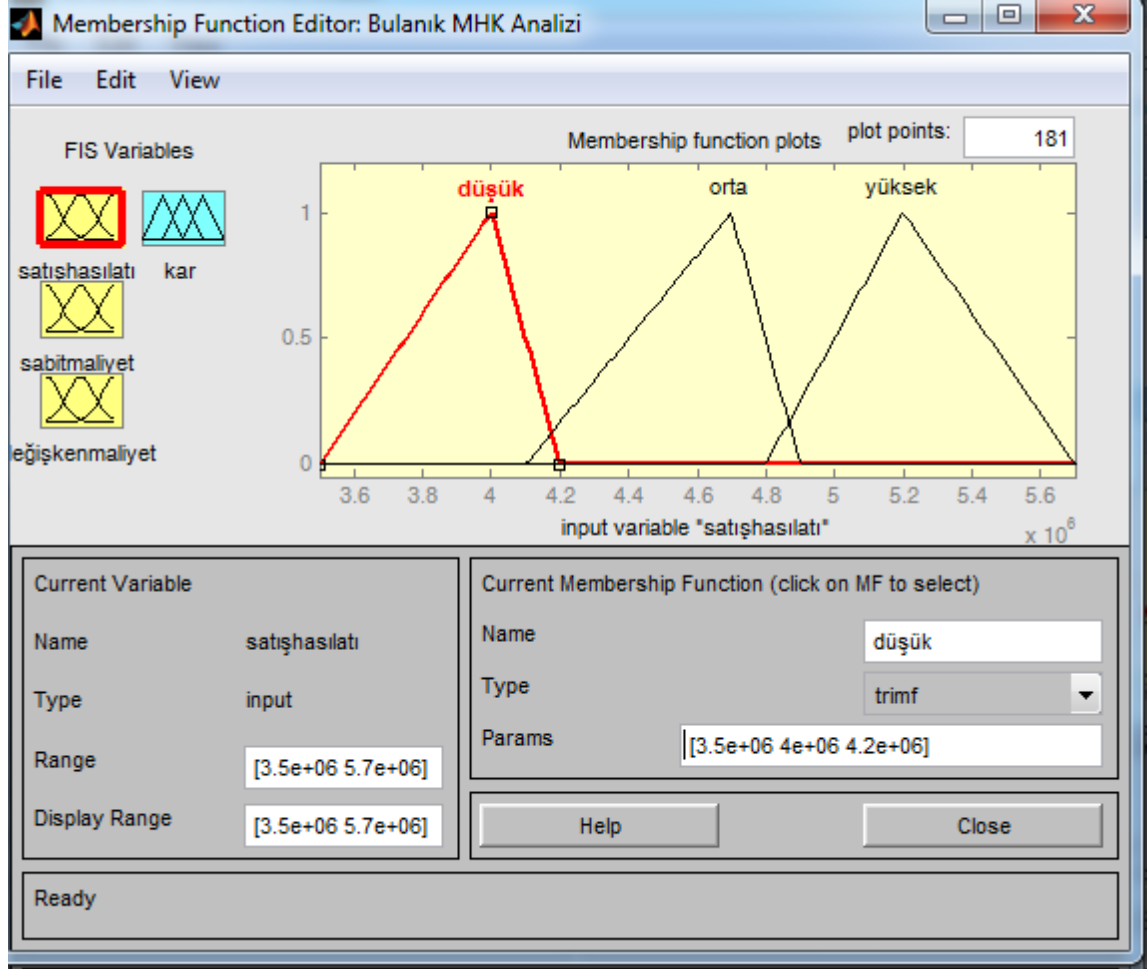 Membership Function Editor: Bulanık MHK Analizi
File Edit View
FIS Variables
satışhasılatı kar
sabitmaliyet
eğişkenmaliyet
Membership function plots plot points: 181
düşük orta yüksek
1
0.5
0
3.6 3.8 4 4.2 4.4 4.6 4.8 5 5.2 5.4 5.6
input variable "satışhasılatı"
x 10⁶
Current Variable
Name satışhasılatı
Type input
Range [3.5e+06 5.7e+06]
Display Range [3.5e+06 5.7e+06]
Current Membership Function (click on MF to select)
Name düşük
Type trimf
Params [3.5e+06 4e+06 4.2e+06]
Help Close
Ready